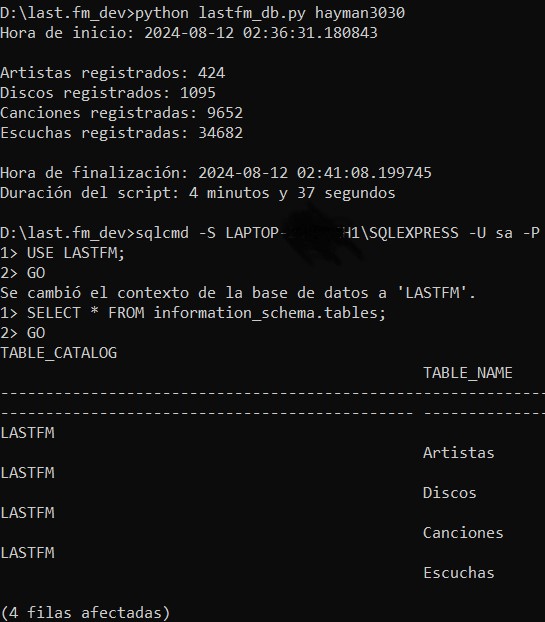 D:\last.fm_dev>python lastfm_db.py hayman3030
Hora de inicio: 2024-08-12 02:36:31.180843
Artistas registrados: 424
Discos registrados: 1095
Canciones registradas: 9652
Escuchas registradas: 34682
Hora de finalización: 2024-08-12 02:41:08.199745
Duración del script: 4 minutos y 37 segundos
D:\last.fm_dev>sqlcmd -S LAPTOP- H1\SQLEXPRESS -U sa -P
1> USE LASTFM;
2> GO
Se cambió el contexto de la base de datos a 'LASTFM'.
1> SELECT * FROM information_schema.tables;
2> GO
TABLE_CATALOG
TABLE_NAME
---------------------------------------------------------------
---------------------------------------------- --------------
LASTFM
Artistas
LASTFM
Discos
LASTFM
Canciones
LASTFM
Escuchas
(4 filas afectadas)